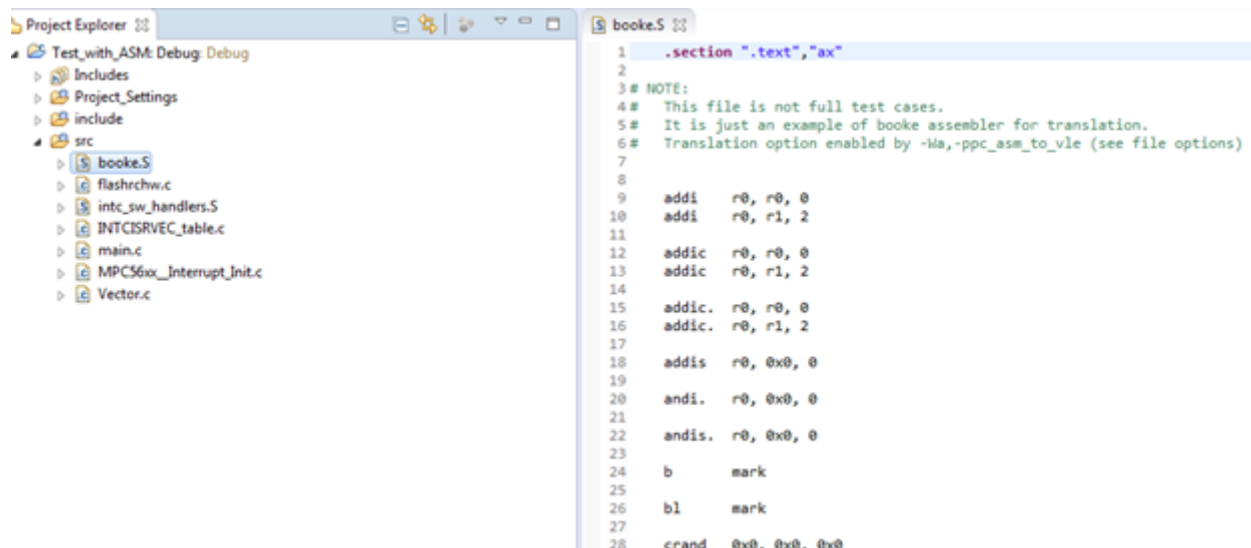 Project Explorer
Test_with_ASM: Debug: Debug
Includes
Project_Settings
include
src
booke.S
flashrchw.c
intc_sw_handlers.S
INTCISRVEC_table.c
main.c
MPC56xx__Interrupt_Init.c
Vector.c
booke.S
1 .section ".text","ax"
2
3 # NOTE:
4 # This file is not full test cases.
5 # It is just an example of booke assembler for translation.
6 # Translation option enabled by -Wa,-ppc_asm_to_vle (see file options)
7
8
9 addi r0, r0, 0
10 addi r0, r1, 2
11
12 addic r0, r0, 0
13 addic r0, r1, 2
14
15 addic. r0, r0, 0
16 addic. r0, r1, 2
17
18 addis r0, 0x0, 0
19
20 andi. r0, 0x0, 0
21
22 andis. r0, 0x0, 0
23
24 b mark
25
26 bl mark
27
28 crand 0x0, 0x0, 0x0